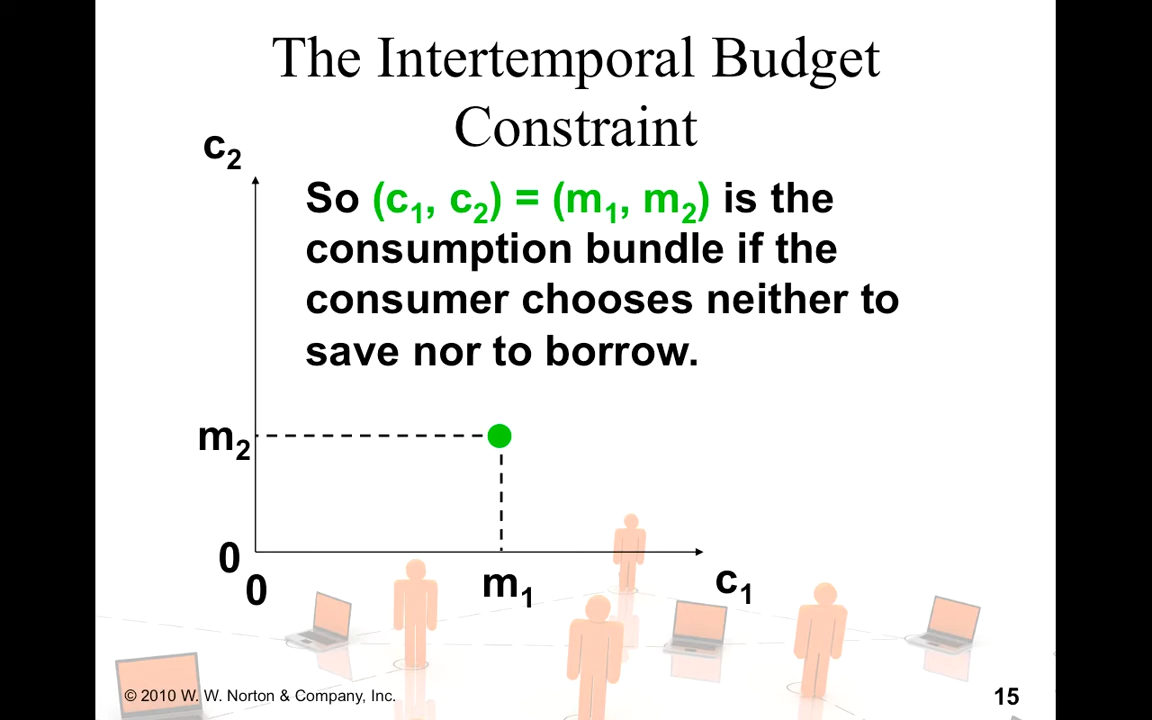 The Intertemporal Budget
Constraint
c₂
So (c₁, c₂) = (m₁, m₂) is the
consumption bundle if the
consumer chooses neither to
save nor to borrow.
m₂
0
0
m₁
c₁
© 2010 W. W. Norton & Company, Inc.
15